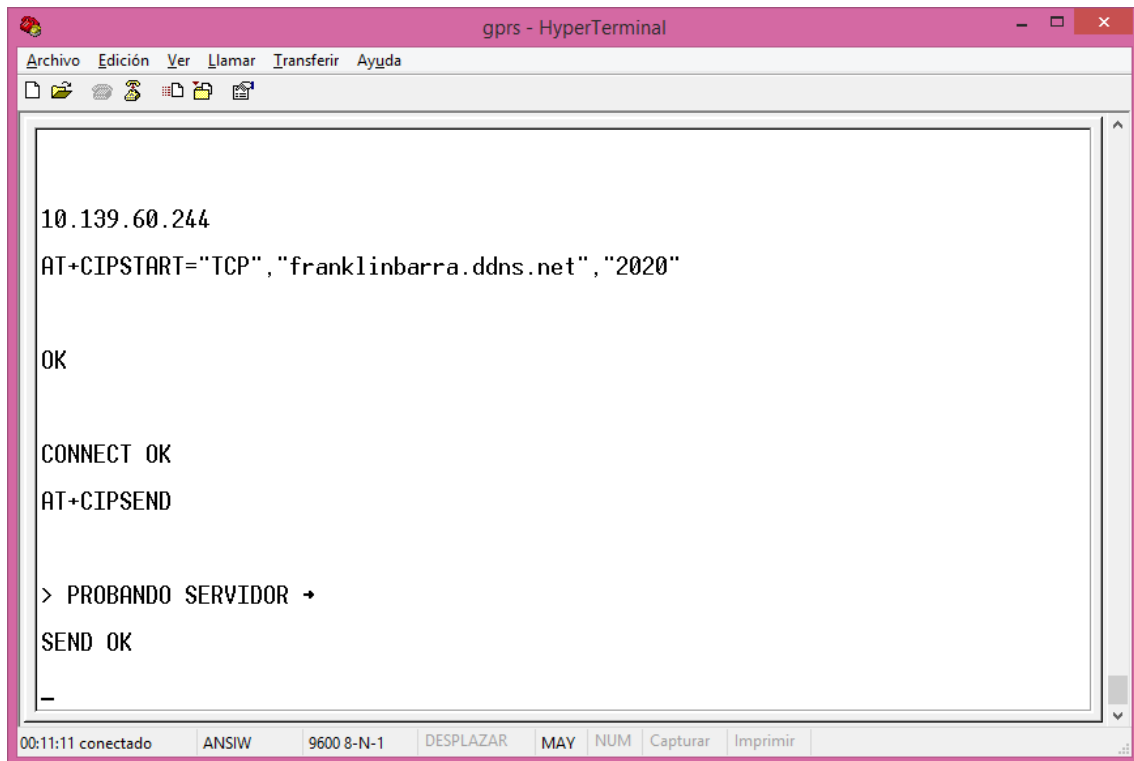 gprs - HyperTerminal
Archivo Edición Ver Llamar Transferir Ayuda
10.139.60.244
AT+CIPSTART="TCP","franklinbarra.ddns.net","2020"
OK
CONNECT OK
AT+CIPSEND
> PROBANDO SERVIDOR →
SEND OK
_
00:11:11 conectado ANSIW 9600 8-N-1 DESPLAZAR MAY NUM Capturar Imprimir